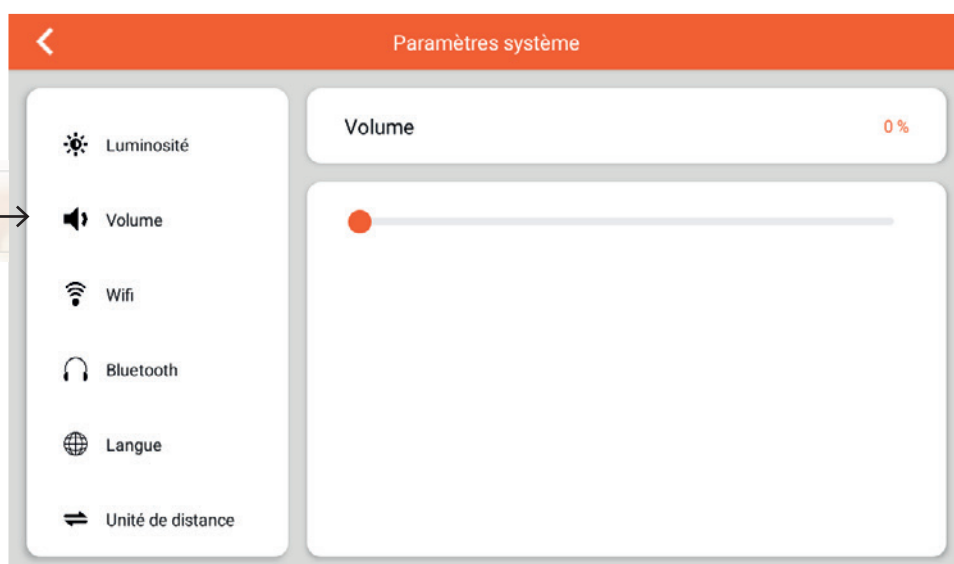 Paramètres système
Luminosité
Volume
Wifi
Bluetooth
Langue
Unité de distance
Volume
0 %